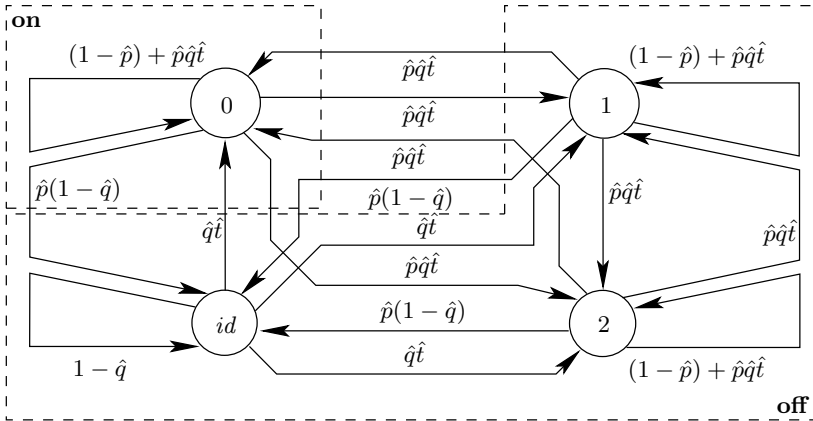 on
(1 − p̂) + p̂q̂t̂
p̂q̂t̂
(1 − p̂) + p̂q̂t̂
0
1
p̂q̂t̂
p̂q̂t̂
p̂(1 − q̂)
p̂(1 − q̂)
p̂q̂t̂
q̂t̂
q̂t̂
p̂q̂t̂
p̂q̂t̂
p̂(1 − q̂)
id
2
1 − q̂
q̂t̂
(1 − p̂) + p̂q̂t̂
off